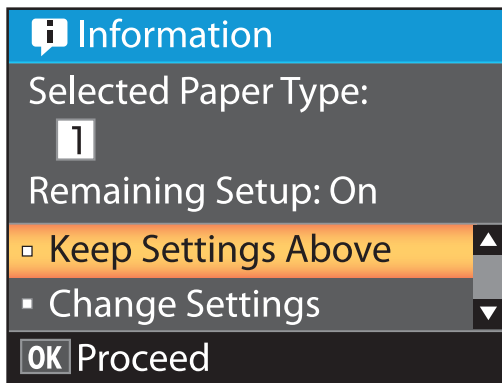 Information
Selected Paper Type:
1
Remaining Setup: On
Keep Settings Above
Change Settings
OK Proceed